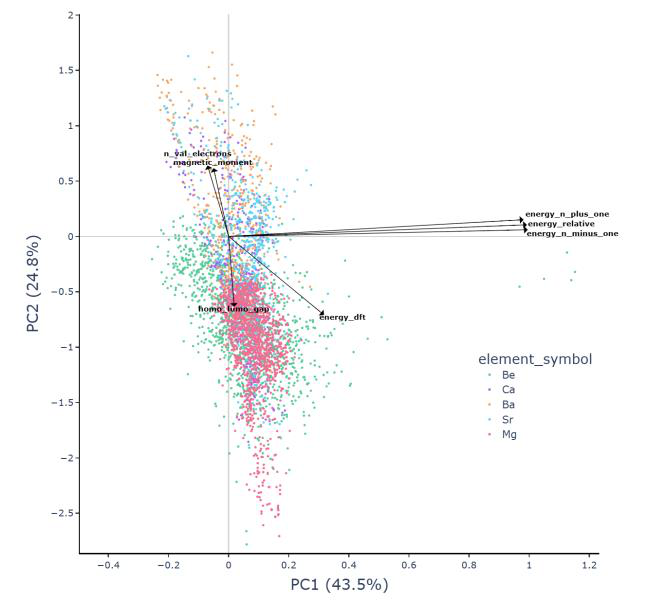 2
1.5
1
n_val_electrons
magnetic_moment
0.5
energy_n_plus_one
energy_relative
0
energy_n_minus_one
PC2 (24.8%)
−0.5
homo_lumo_gap
energy_dft
−1
element_symbol
Be
Ca
−1.5
Ba
Sr
Mg
−2
−2.5
−0.4 −0.2 0 0.2 0.4 0.6 0.8 1 1.2
PC1 (43.5%)